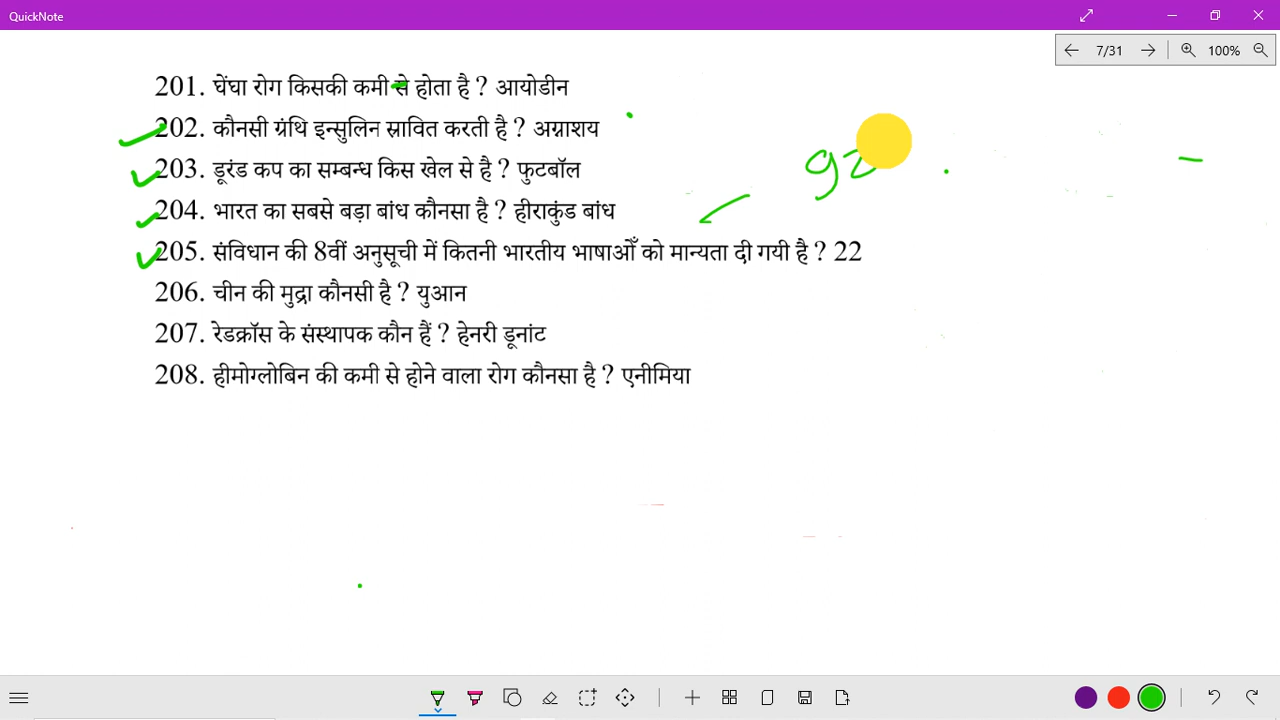 QuickNote
7/31
100%
201. घेंघा रोग किसकी कमी से होता है ? आयोडीन
202. कौनसी ग्रंथि इन्सुलिन स्रावित करती है ? अग्नाशय
203. डूरंड कप का सम्बन्ध किस खेल से है ? फुटबॉल
204. भारत का सबसे बड़ा बांध कौनसा है ? हीराकुंड बांध
205. संविधान की 8वीं अनुसूची में कितनी भारतीय भाषाओँ को मान्यता दी गयी है ? 22
206. चीन की मुद्रा कौनसी है ? युआन
207. रेडक्रॉस के संस्थापक कौन हैं ? हेनरी डूनांट
208. हीमोग्लोबिन की कमी से होने वाला रोग कौनसा है ? एनीमिया